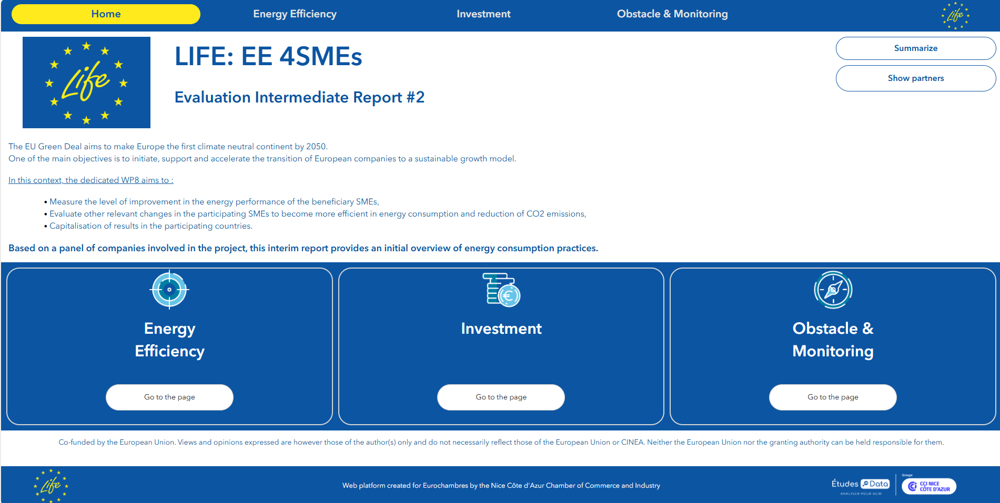 Home
Energy Efficiency
Investment
Obstacle & Monitoring
Life
Life
LIFE: EE 4SMEs
Evaluation Intermediate Report #2
Summarize
Show partners
The EU Green Deal aims to make Europe the first climate neutral continent by 2050.
One of the main objectives is to initiate, support and accelerate the transition of European companies to a sustainable growth model.
In this context, the dedicated WP8 aims to :
• Measure the level of improvement in the energy performance of the beneficiary SMEs,
• Evaluate other relevant changes in the participating SMEs to become more efficient in energy consumption and reduction of CO2 emissions,
• Capitalisation of results in the participating countries.
Based on a panel of companies involved in the project, this interim report provides an initial overview of energy consumption practices.
Energy
Efficiency
Go to the page
Investment
Go to the page
Obstacle &
Monitoring
Go to the page
Co-funded by the European Union. Views and opinions expressed are however those of the author(s) only and do not necessarily reflect those of the European Union or CINEA. Neither the European Union nor the granting authority can be held responsible for them.
Life
Web platform created for Eurochambres by the Nice Côte d'Azur Chamber of Commerce and Industry
Études Data
ANALYSER POUR AGIR
Groupe
CCI NICE
CÔTE D'AZUR